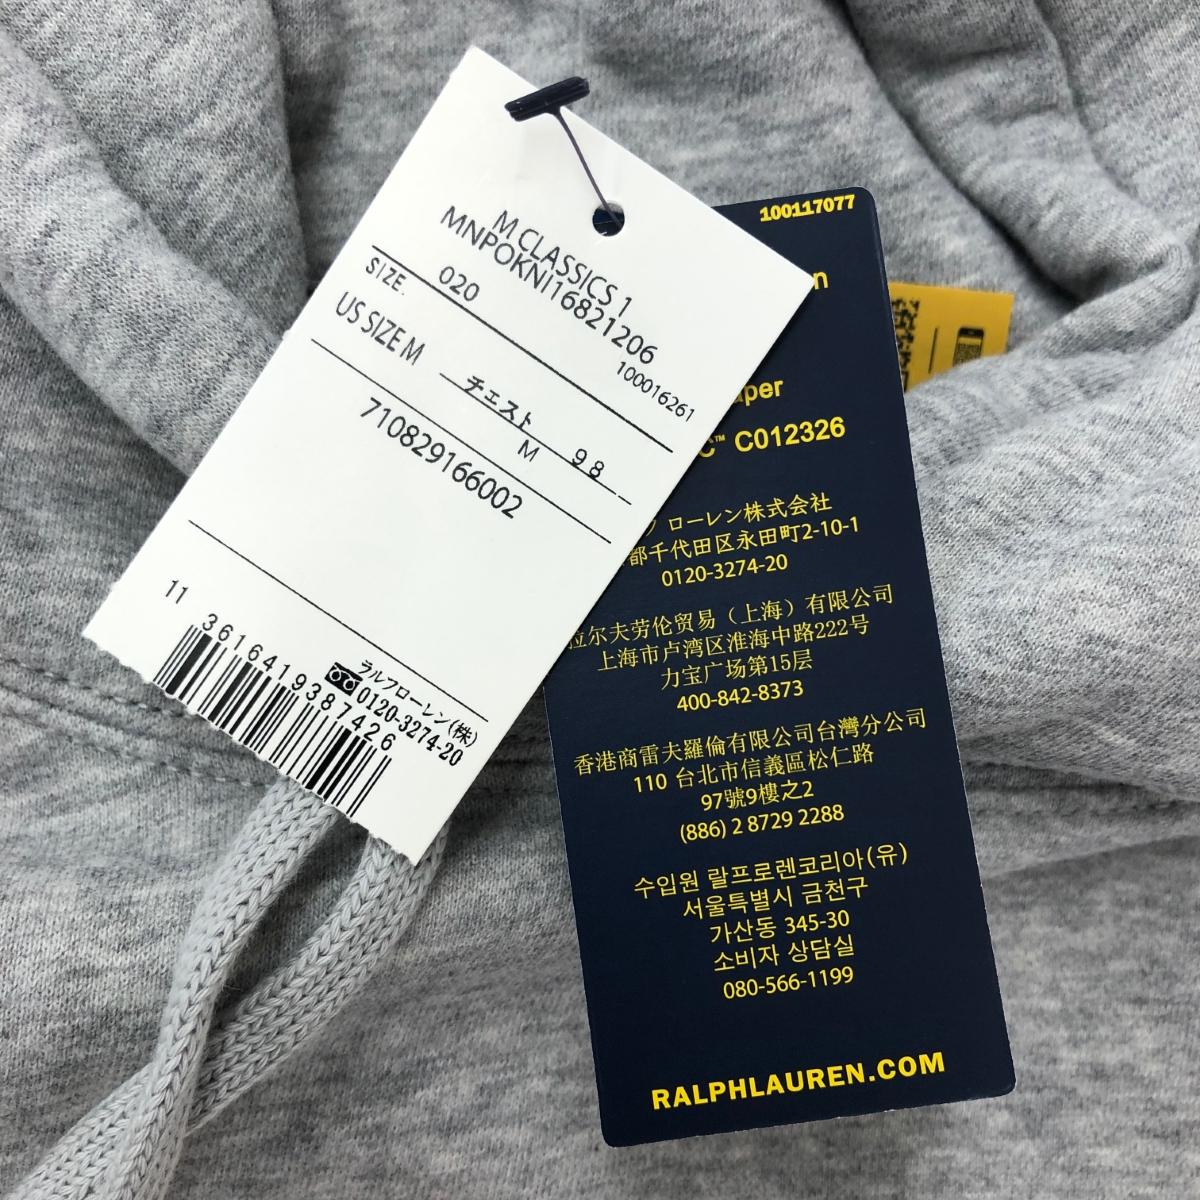 M CLASSICS 1
MNPOKNI16821206
100016261
SIZE. 020
US SIZE M
チェスト 98
M
710829166002
11
3616419387426
ラルフローレン(株)
0120-3274-20
100117077
C™ C012326
ローレン株式会社
都千代田区永田町2-10-1
0120-3274-20
拉尔夫劳伦贸易（上海）有限公司
上海市卢湾区淮海中路222号
力宝广场第15层
400-842-8373
香港商雷夫羅倫有限公司台灣分公司
110 台北市信義區松仁路
97號9樓之2
(886) 2 8729 2288
수입원 랄프로렌코리아(유)
서울특별시 금천구
가산동 345-30
소비자 상담실
080-566-1199
RALPHLAUREN.COM